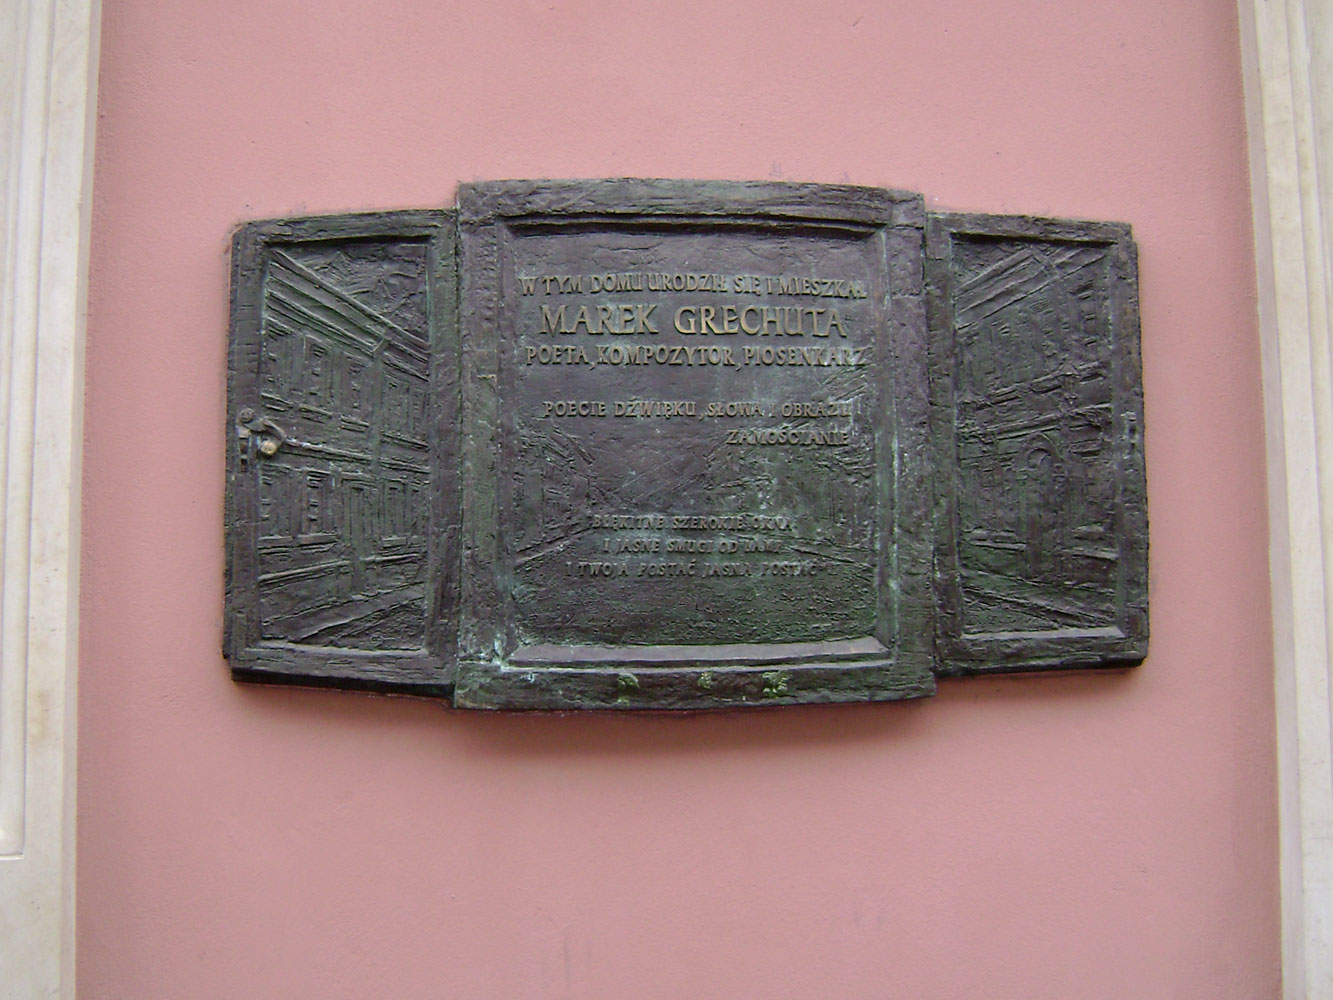 W TYM DOMU URODZIŁ SIĘ I MIESZKAŁ
MAREK GRECHUTA
POETA, KOMPOZYTOR, PIOSENKARZ
POECIE DŹWIĘKU, SŁOWA I OBRAZU
ZAMOŚCIANIE
BŁĘKITNE SZEROKIE OKNA
I JASNE SMUGI OD LAMP
I TWOJA POSTAĆ JASNA POSTAĆ